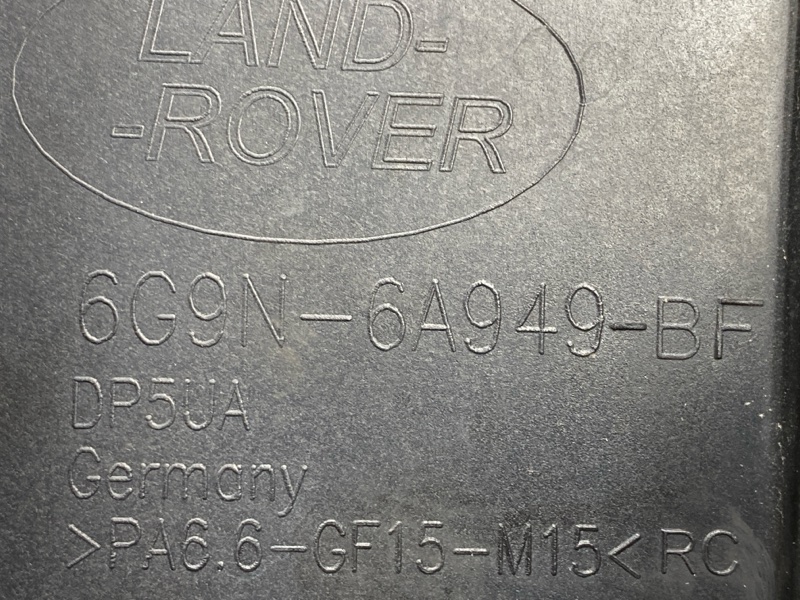 LAND-
-ROVER
6G9N-6A949-BF
DP5UA
Germany
>PA6.6-GF15-M15< RC